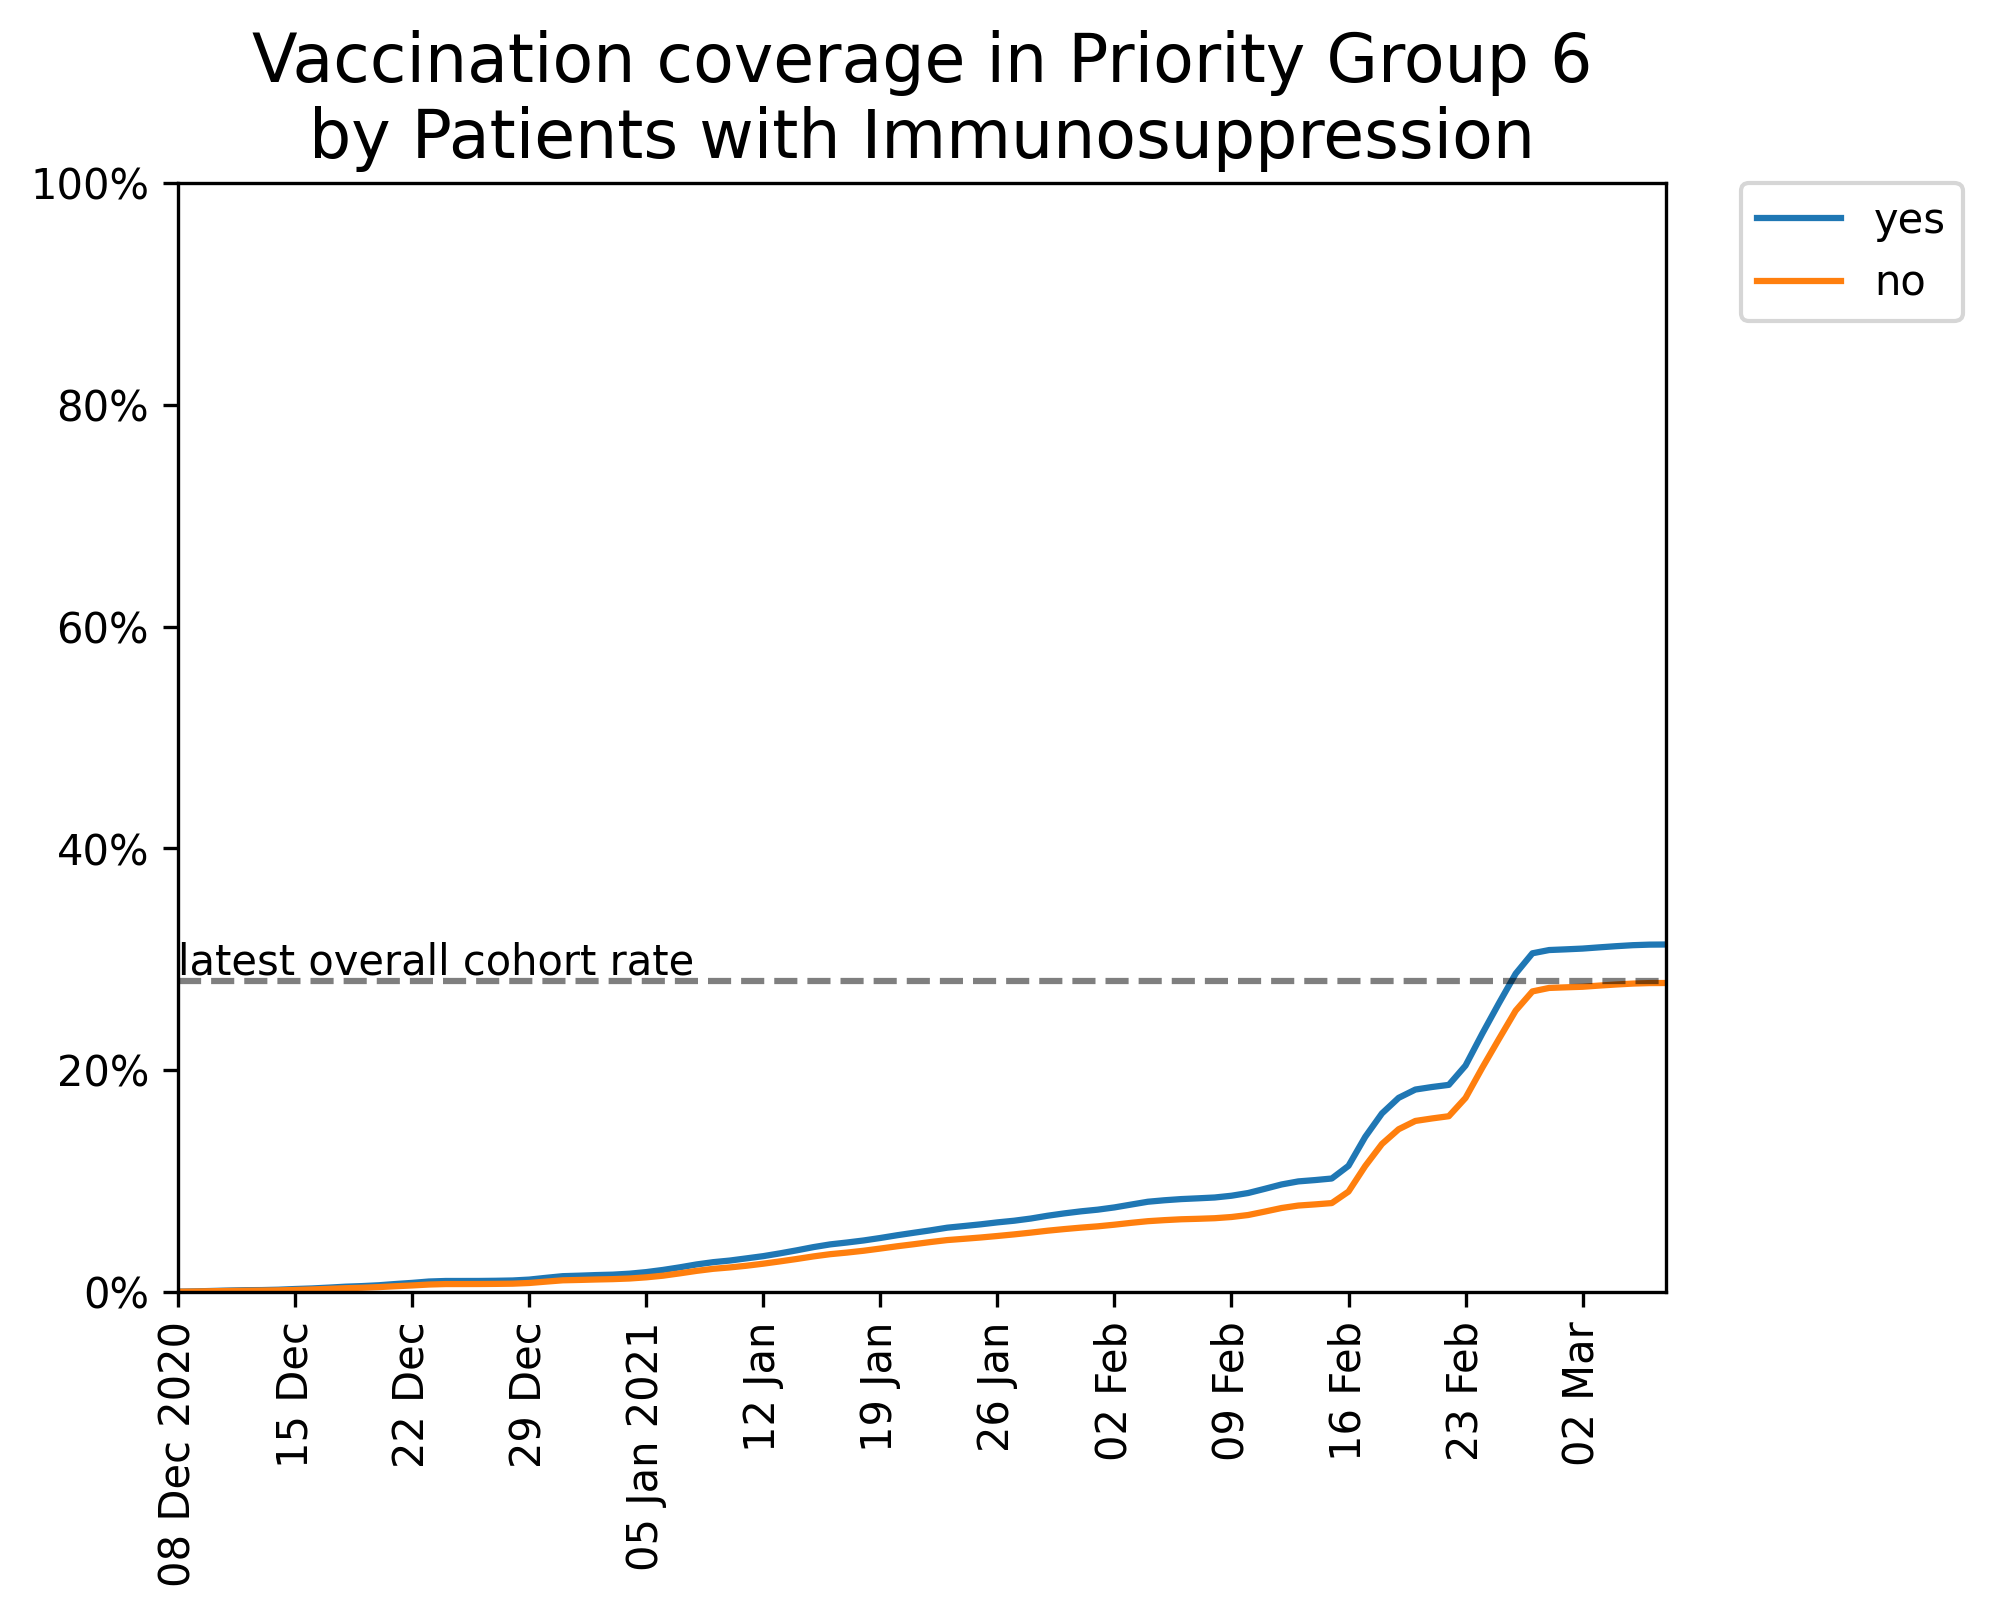 Vaccination coverage in Priority Group 6
by Patients with Immunosuppression
100%
80%
60%
40%
20%
0%
latest overall cohort rate
yes
no
08 Dec 2020
15 Dec
22 Dec
29 Dec
05 Jan 2021
12 Jan
19 Jan
26 Jan
02 Feb
09 Feb
16 Feb
23 Feb
02 Mar